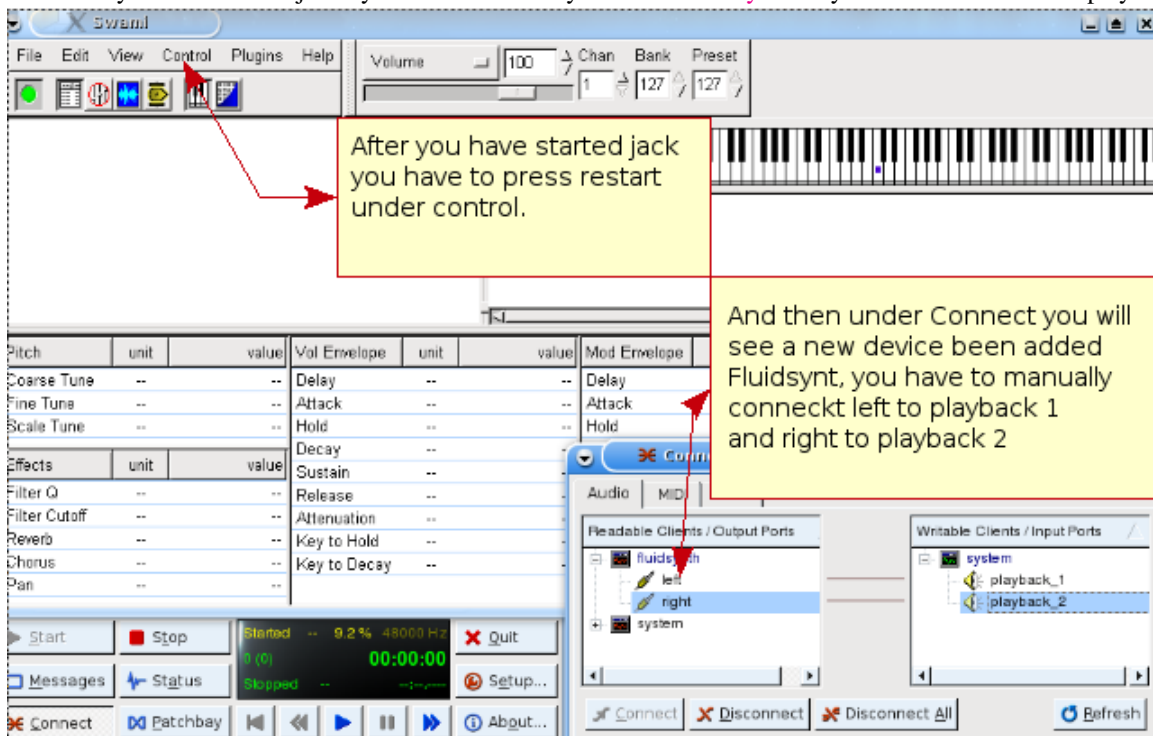 Swami
File Edit View Control Plugins Help
Volume 100
Chan Bank Preset
1 127 127
After you have started jack
you have to press restart
under control.
And then under Connect you will
see a new device been added
Fluidsynt, you have to manually
conneckt left to playback 1
and right to playback 2
Pitch unit value
Coarse Tune -- --
Fine Tune -- --
Scale Tune -- --
Effects unit value
Filter Q -- --
Filter Cutoff -- --
Reverb -- --
Chorus -- --
Pan -- --
Vol Envelope unit value
Delay -- --
Attack -- --
Hold -- --
Decay --
Sustain --
Release --
Attenuation --
Key to Hold --
Key to Decay --
Mod Envelope
Delay
Attack
Hold
Audio MIDI
Readable Clients / Output Ports
fluidsynth
left
right
system
Writable Clients / Input Ports
system
playback_1
playback_2
Connect Disconnect Disconnect All Refresh
Start Stop
Started -- 9.2 % 48000 Hz
0 (0) 00:00:00
Stopped -- --:--.----
Quit
Messages Status Setup...
Connect Patchbay About...